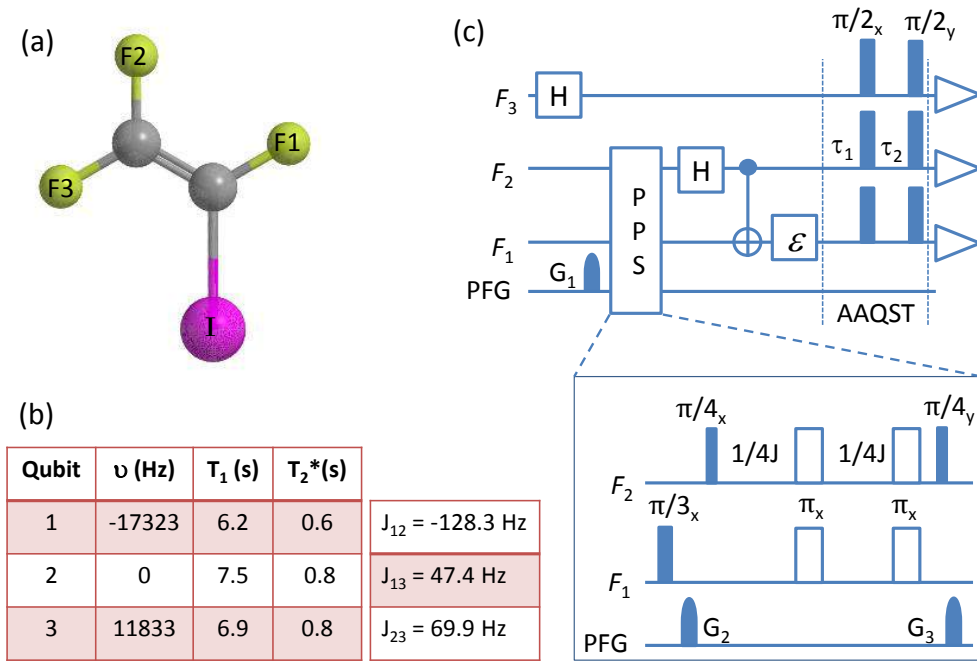 (a)
F2
F1
F3
I
(b)
Qubit υ (Hz) T₁ (s) T₂*(s)
1 -17323 6.2 0.6
2 0 7.5 0.8
3 11833 6.9 0.8
J₁₂ = -128.3 Hz
J₁₃ = 47.4 Hz
J₂₃ = 69.9 Hz
(c)
π/2ₓ π/2ᵧ
F₃ H
F₂ H τ₁ τ₂
P
P
S
F₁ ε
G₁
PFG
AAQST
π/4ₓ π/4ᵧ
1/4J 1/4J
F₂
π/3ₓ πₓ πₓ
F₁
G₂ G₃
PFG